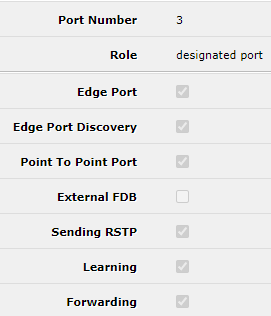 Port Number 3
Role designated port
Edge Port
Edge Port Discovery
Point To Point Port
External FDB
Sending RSTP
Learning
Forwarding